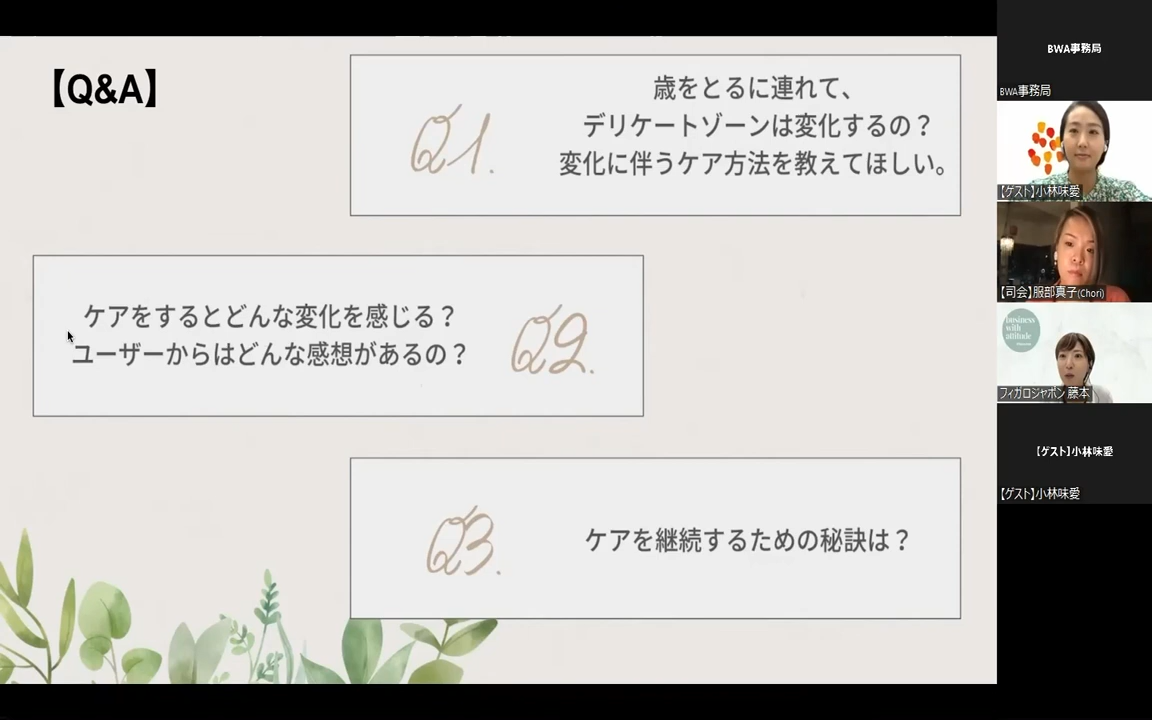 【Q&A】
Q1.
歳をとるに連れて、
デリケートゾーンは変化するの？
変化に伴うケア方法を教えてほしい。
ケアをするとどんな変化を感じる？
ユーザーからはどんな感想があるの？
Q2.
Q3.
ケアを継続するための秘訣は？
BWA事務局
BWA事務局
【ゲスト】小林味愛
【司会】服部真子(Chori)
business
with
attitude
フィガロジャポン 藤本
【ゲスト】小林味愛
【ゲスト】小林味愛